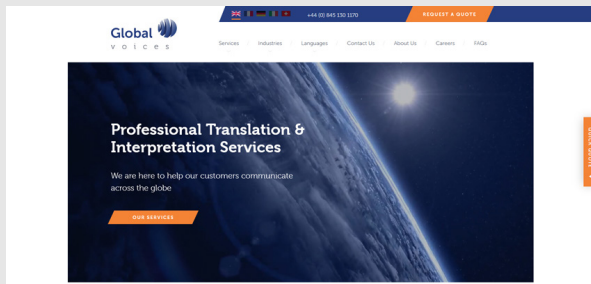 +44 (0) 845 130 1170
REQUEST A QUOTE
Global
voices
Services
Industries
Languages
Contact Us
About Us
Careers
FAQs
Professional Translation &
Interpretation Services
We are here to help our customers communicate
across the globe
OUR SERVICES